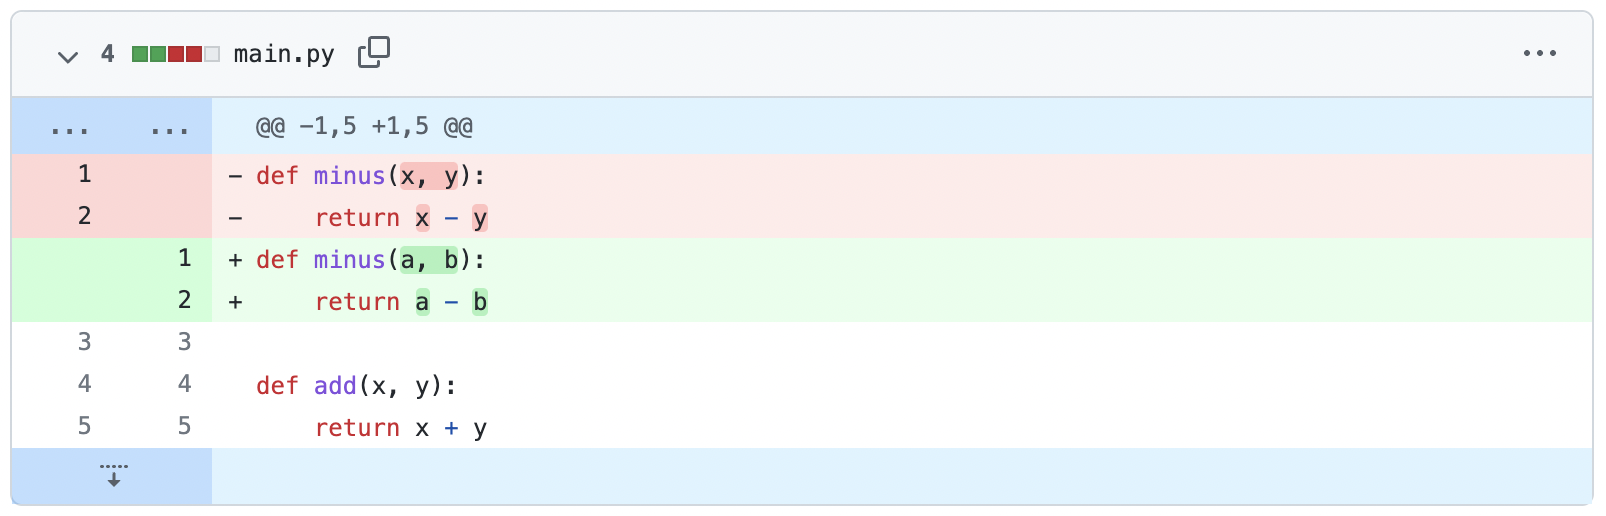 4 main.py
... ... @@ -1,5 +1,5 @@
1 - def minus(x, y):
2 -     return x - y
1 + def minus(a, b):
2 +     return a - b
3 3
4 4   def add(x, y):
5 5       return x + y